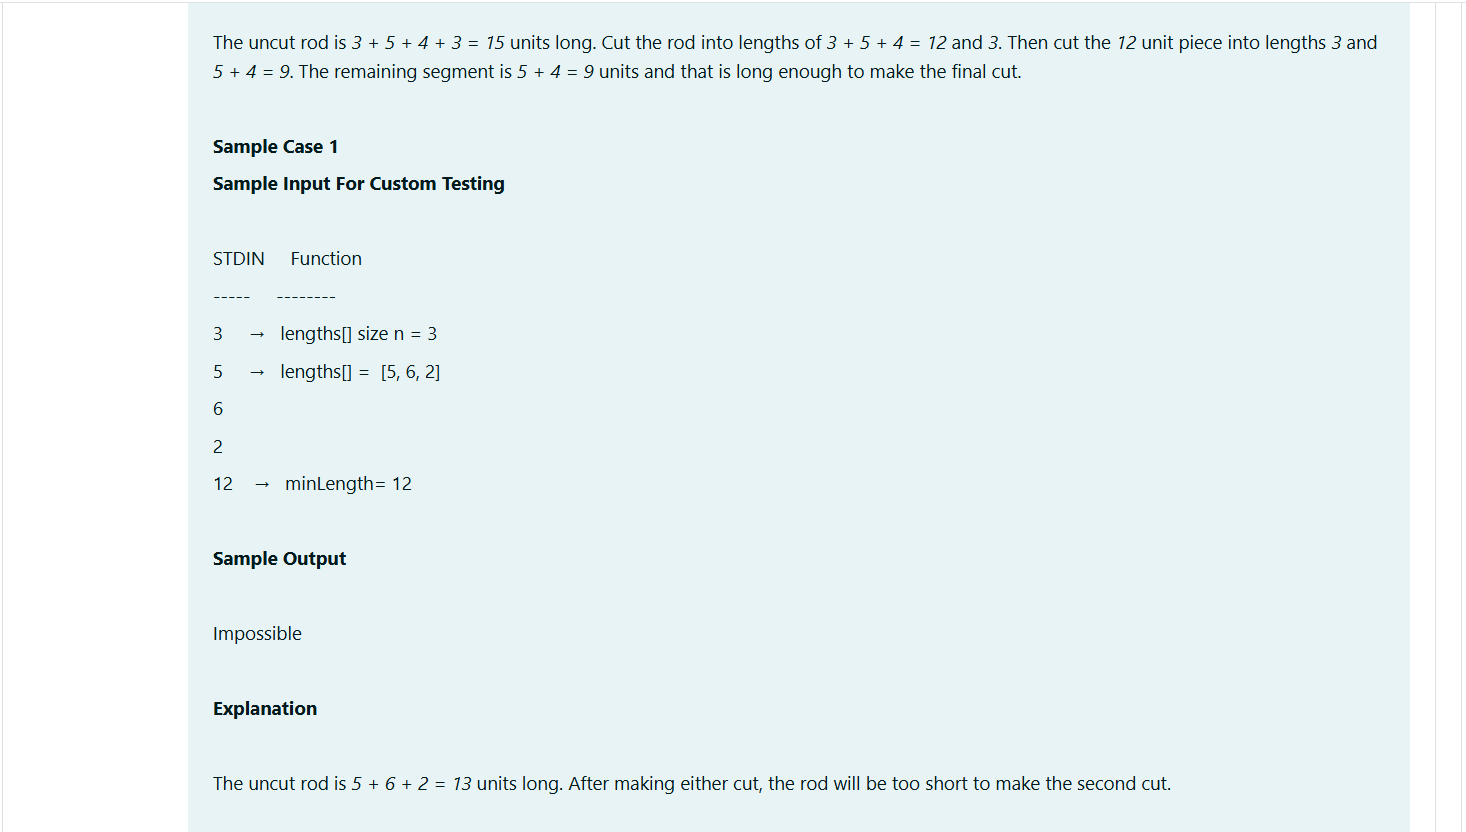 The uncut rod is 3 + 5 + 4 + 3 = 15 units long. Cut the rod into lengths of 3 + 5 + 4 = 12 and 3. Then cut the 12 unit piece into lengths 3 and
5 + 4 = 9. The remaining segment is 5 + 4 = 9 units and that is long enough to make the final cut.
Sample Case 1
Sample Input For Custom Testing
STDIN Function
----- --------
3 → lengths[] size n = 3
5 → lengths[] = [5, 6, 2]
6
2
12 → minLength= 12
Sample Output
Impossible
Explanation
The uncut rod is 5 + 6 + 2 = 13 units long. After making either cut, the rod will be too short to make the second cut.